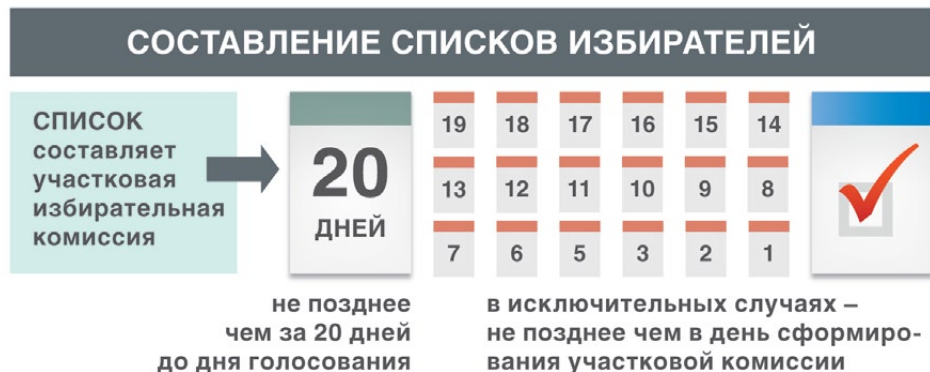 СОСТАВЛЕНИЕ СПИСКОВ ИЗБИРАТЕЛЕЙ
СПИСОК
составляет
участковая
избирательная
комиссия
20
ДНЕЙ
19 18 17 16 15 14
13 12 11 10 9 8
7 6 5 3 2 1
не позднее
чем за 20 дней
до дня голосования
в исключительных случаях –
не позднее чем в день сформиро-
вания участковой комиссии